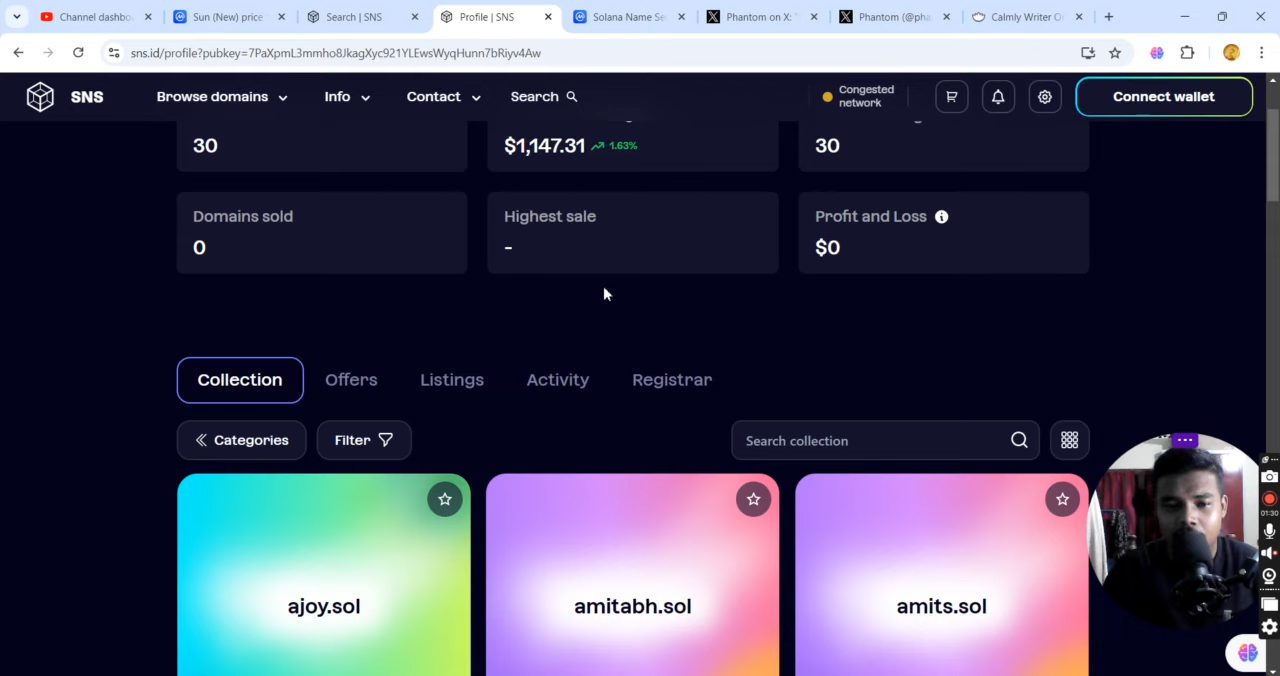 Channel dashbo
Sun (New) price
Search | SNS
Profile | SNS
Solana Name Se
Phantom on X: "
Phantom (@pha
Calmly Writer O
sns.id/profile?pubkey=7PaXpmL3mmho8JkagXyc921YLEwsWyqHunn7bRiyv4Aw
SNS
Browse domains
Info
Contact
Search
Congested
network
Connect wallet
30
$1,147.31 1.63%
30
Domains sold
0
Highest sale
-
Profit and Loss
$0
Collection
Offers
Listings
Activity
Registrar
Categories
Filter
Search collection
ajoy.sol
amitabh.sol
amits.sol
01:30